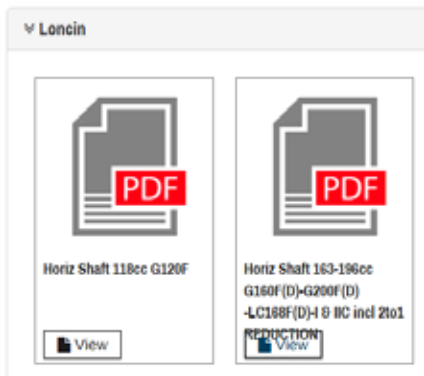 Loncin
PDF
PDF
Horiz Shaft 118cc G120F
View
Horiz Shaft 163-196cc
G160F(D)-G200F(D)
-LC168F(D)-I & IIC incl 2to1
REDUCTION
View